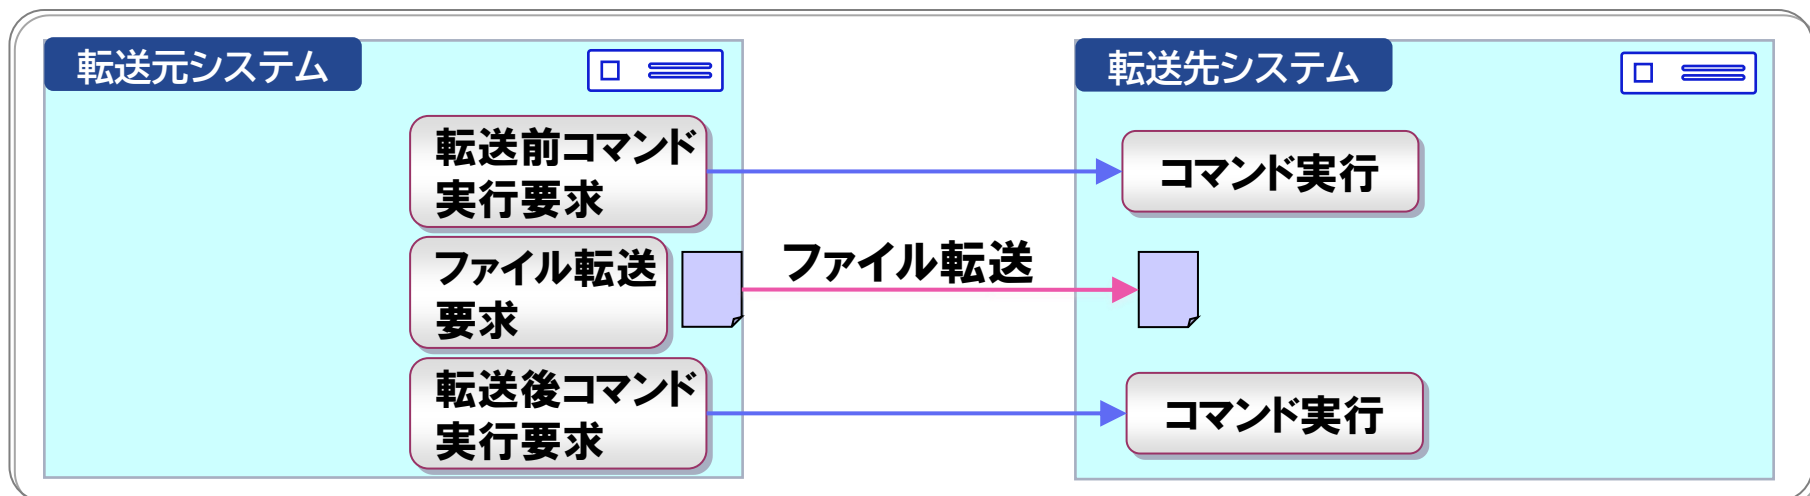 転送元システム
転送先システム
転送前コマンド
実行要求
コマンド実行
ファイル転送
要求
ファイル転送
転送後コマンド
実行要求
コマンド実行